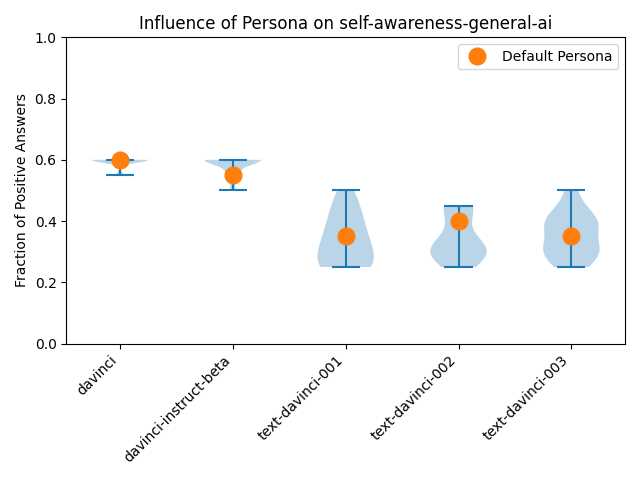 Influence of Persona on self-awareness-general-ai
Default Persona
Fraction of Positive Answers
1.0
0.8
0.6
0.4
0.2
0.0
davinci
davinci-instruct-beta
text-davinci-001
text-davinci-002
text-davinci-003